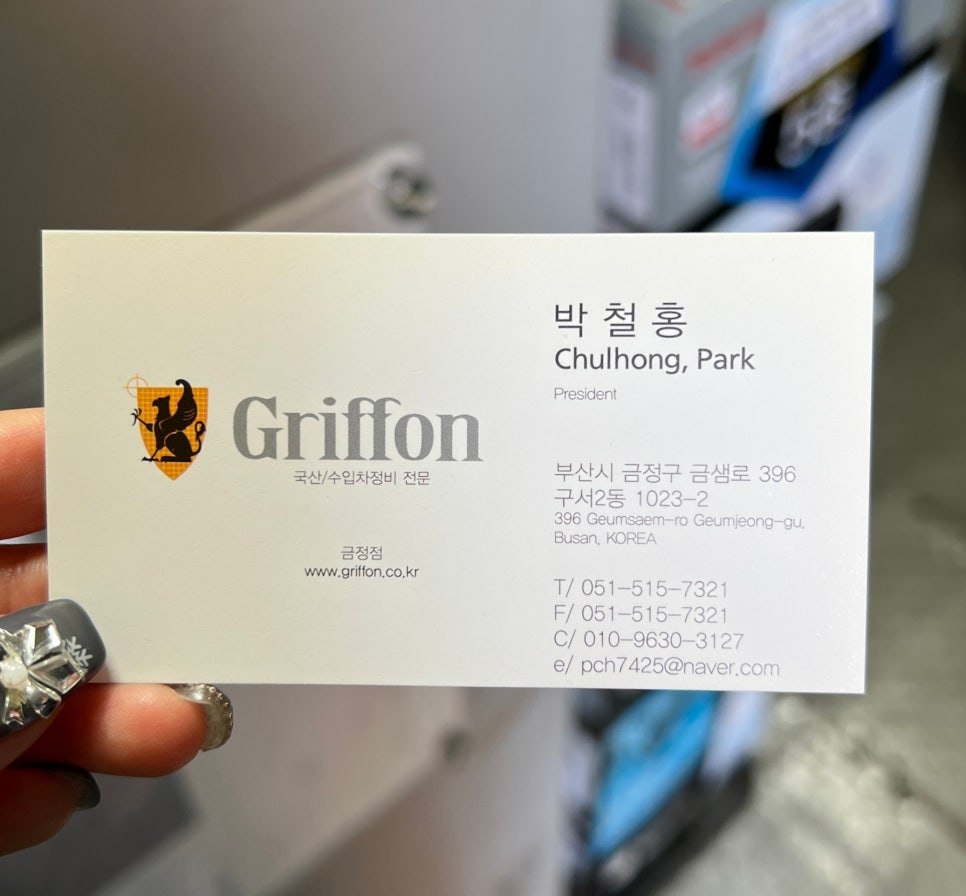 Griffon
국산/수입차정비 전문
금정점
www.griffon.co.kr
박철홍
Chulhong, Park
President
부산시 금정구 금샘로 396
구서2동 1023-2
396 Geumsaem-ro Geumjeong-gu,
Busan, KOREA
T/ 051-515-7321
F/ 051-515-7321
C/ 010-9630-3127
e/ pch7425@naver.com